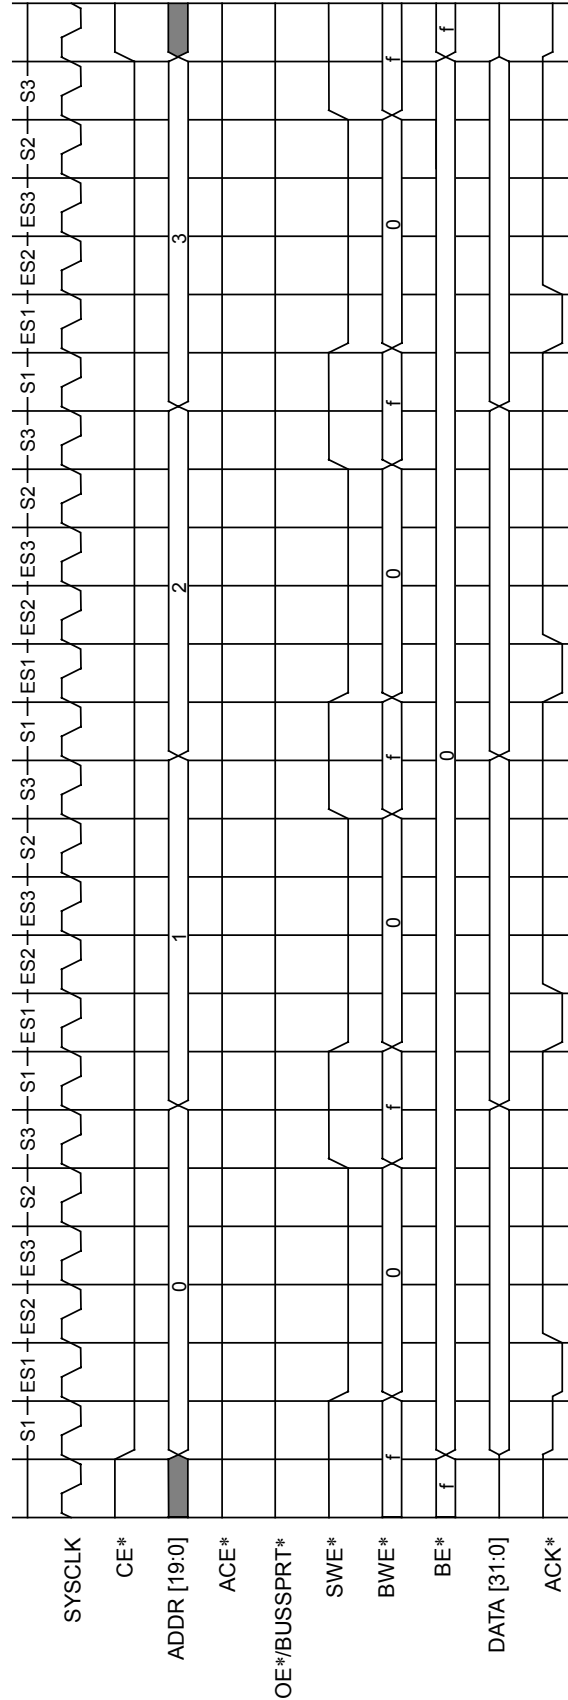 S1 ES1 ES2 ES3 S2 S3 S1 ES1 ES2 ES3 S2 S3 S1 ES1 ES2 ES3 S2 S3 S1 ES1 ES2 ES3 S2 S3
SYSCLK
CE*
ADDR [19:0] 0 1 2 3
ACE*
OE*/BUSSPRT*
SWE*
BWE* f 0 f 0 f 0 f 0 f
BE* f 0 f
DATA [31:0]
ACK*